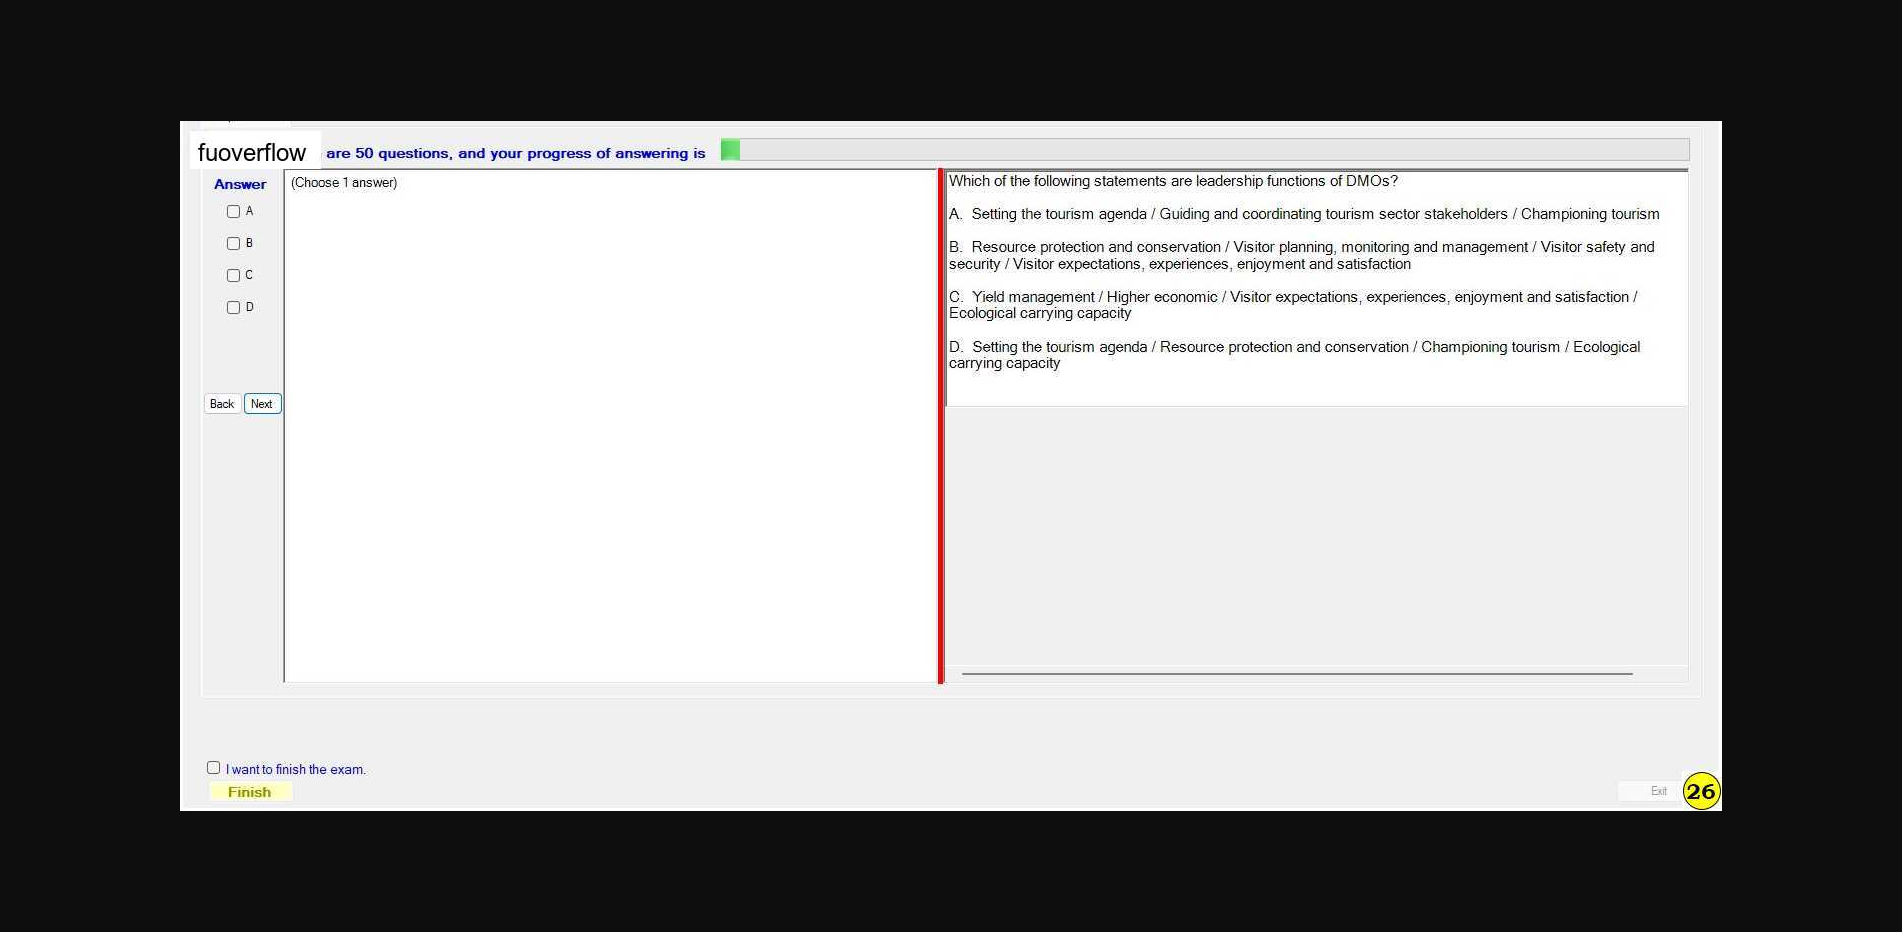 fuoverflow are 50 questions, and your progress of answering is
Answer
(Choose 1 answer)
A
B
C
D
Back Next
Which of the following statements are leadership functions of DMOs?
A. Setting the tourism agenda / Guiding and coordinating tourism sector stakeholders / Championing tourism
B. Resource protection and conservation / Visitor planning, monitoring and management / Visitor safety and
security / Visitor expectations, experiences, enjoyment and satisfaction
C. Yield management / Higher economic / Visitor expectations, experiences, enjoyment and satisfaction /
Ecological carrying capacity
D. Setting the tourism agenda / Resource protection and conservation / Championing tourism / Ecological
carrying capacity
I want to finish the exam.
Finish
Exit
26